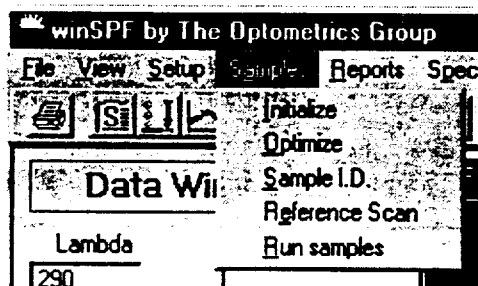 winSPF by The Optometrics Group
File View Setup Sample Reports Spec
Initialize
Optimize
Sample I.D.
Reference Scan
Run samples
Data Wi
Lambda
290